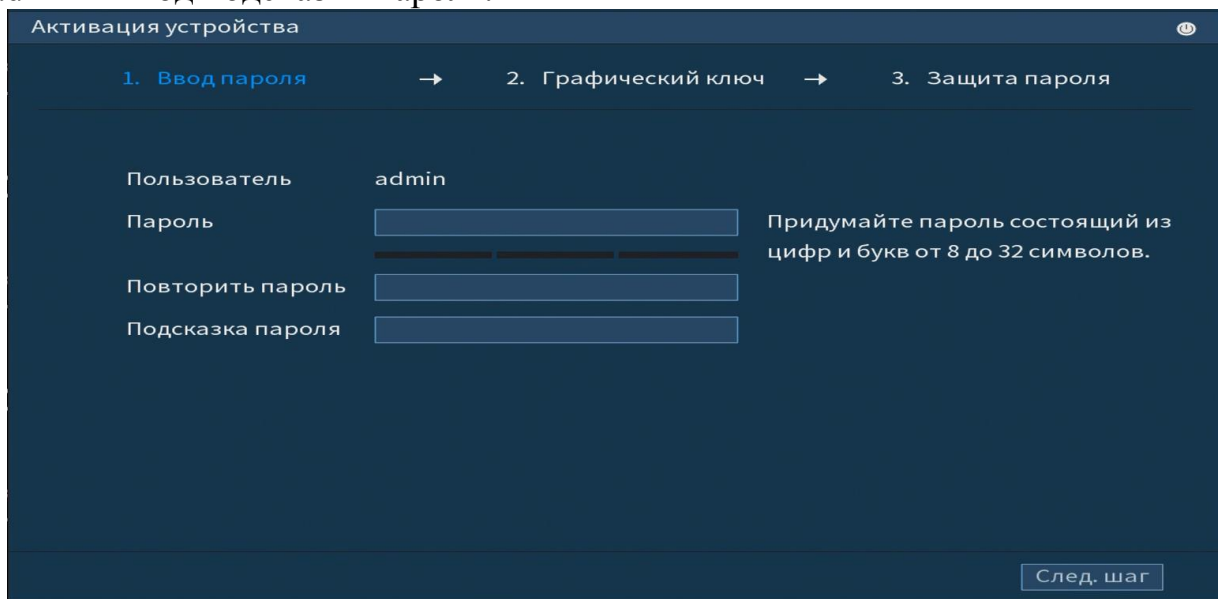 Активация устройства
1. Ввод пароля → 2. Графический ключ → 3. Защита пароля
Пользователь admin
Пароль
Придумайте пароль состоящий из
цифр и букв от 8 до 32 символов.
Повторить пароль
Подсказка пароля
След. шаг